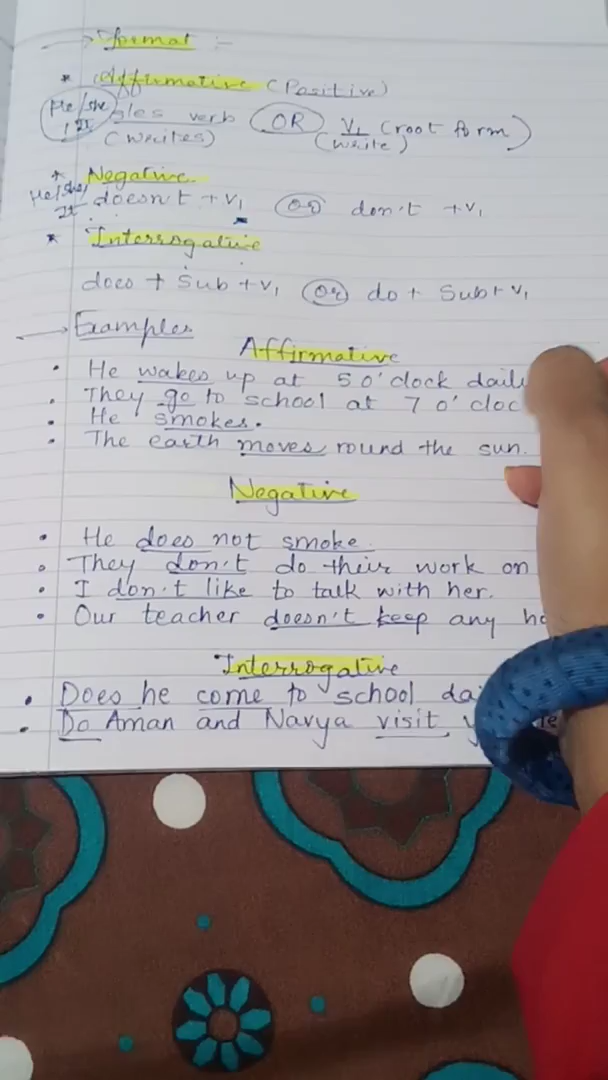 → Format :-
* Affirmative (Positive)
He/she It s/es verb OR V1 (root form)
(writes) (write)
* Negative
He/She/ It doesn't + V1 OR don't + V1
* Interrogative
does + Sub + V1 OR do + Sub + V1
→ Examples
Affirmative
• He wakes up at 5 o'clock
• They go to school at 7
• He smokes.
• The earth moves round the sun.
Negative
• He does not smoke.
• They don't do their work on
• I don't like to talk with her.
• Our teacher doesn't keep any
Interrogative
• Does he come to school
• Do Aman and Navya visit